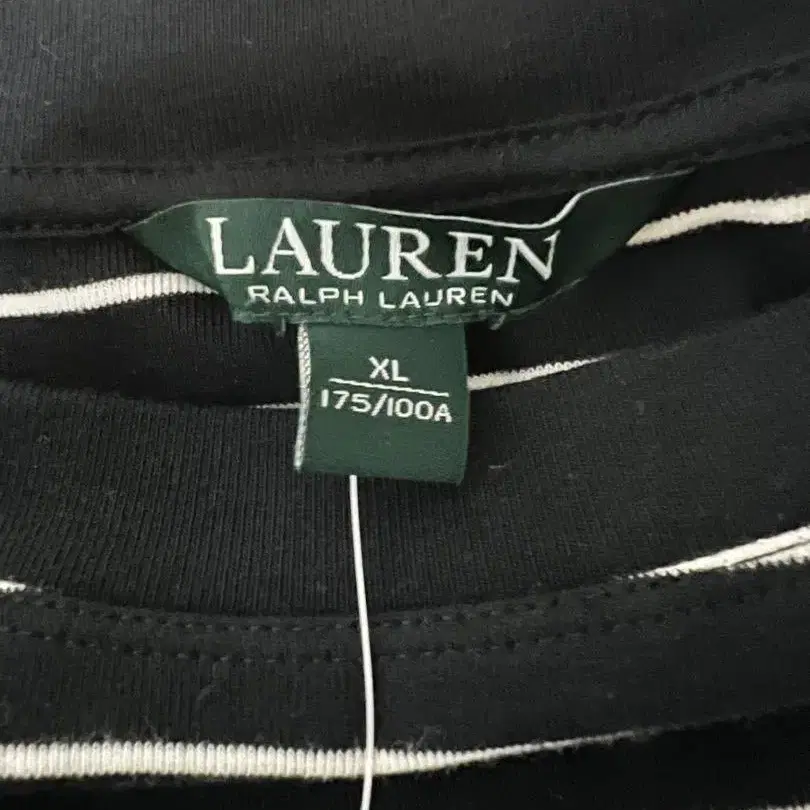 LAUREN
RALPH LAUREN
XL
175/100A